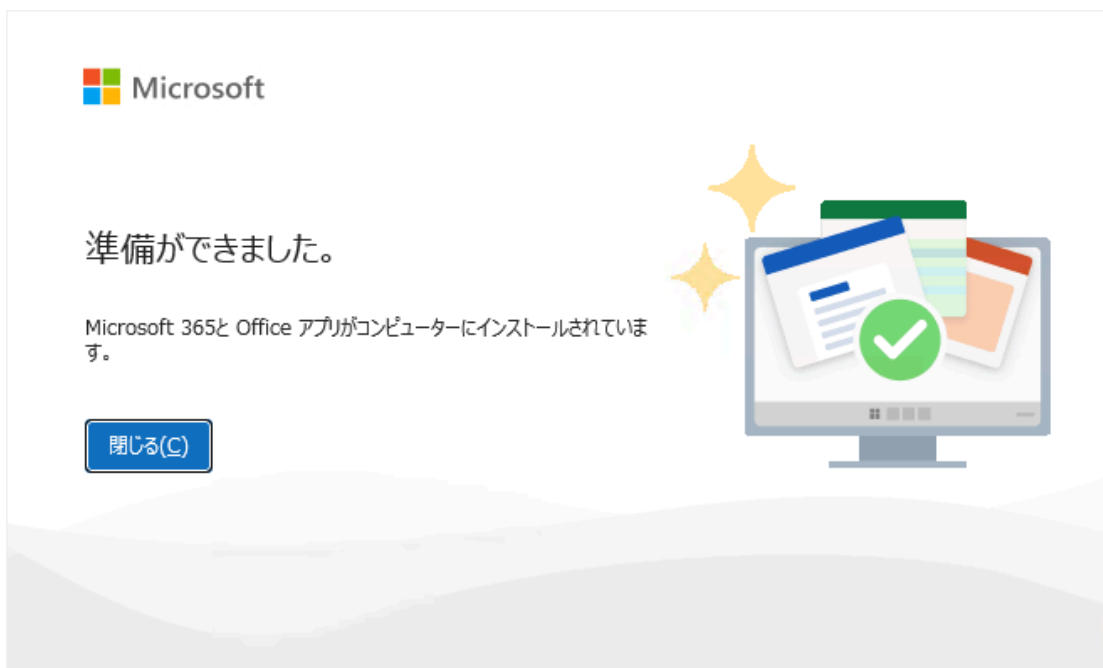 Microsoft
準備ができました。
Microsoft 365と Office アプリがコンピューターにインストールされていま
す。
閉じる(C)